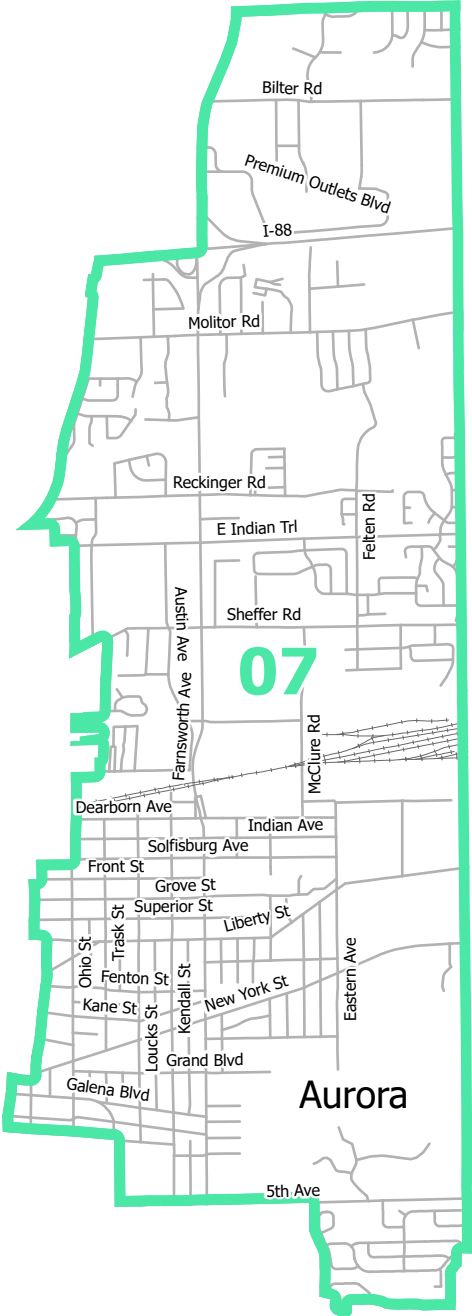 Bilter Rd
Premium Outlets Blvd
I-88
Molitor Rd
Reckinger Rd
E Indian Trl
Felten Rd
Austin Ave
Sheffer Rd
07
Farnsworth Ave
McClure Rd
Dearborn Ave
Indian Ave
Solfisburg Ave
Front St
Grove St
Superior St
Trask St
Liberty St
Ohio St
Eastern Ave
Fenton St
Kendall St
New York St
Kane St
Loucks St
Grand Blvd
Galena Blvd
Aurora
5th Ave